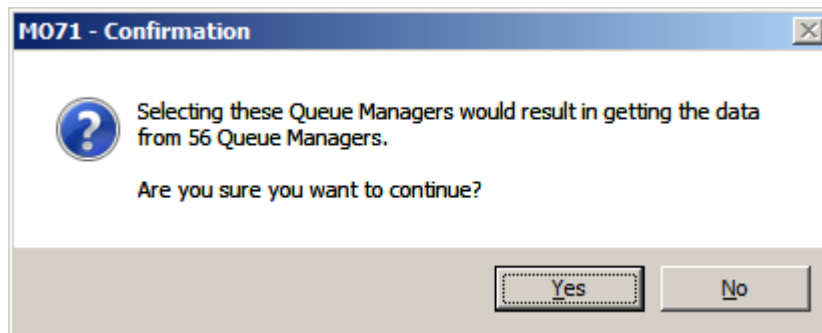 MO71 - Confirmation
Selecting these Queue Managers would result in getting the data
from 56 Queue Managers.
Are you sure you want to continue?
Yes
No